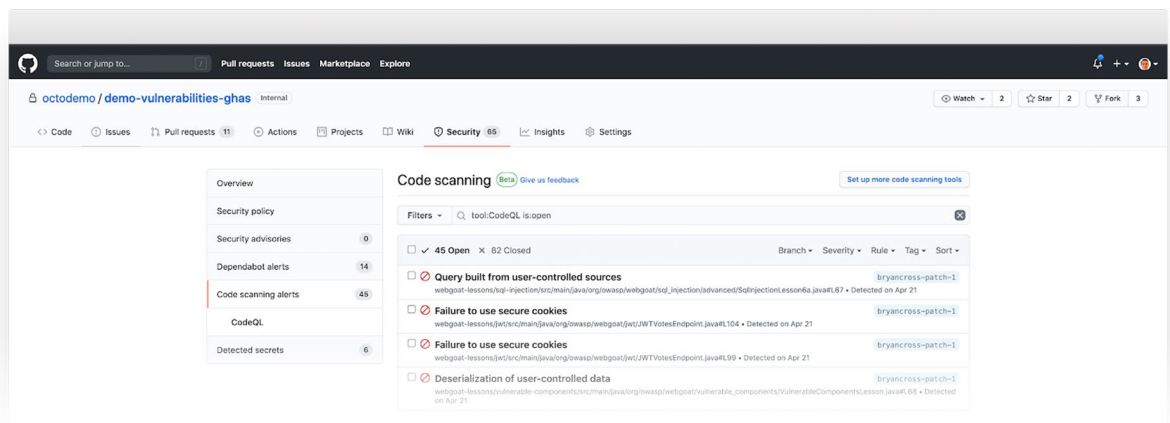 Search or jump to... /
Pull requests Issues Marketplace Explore
octodemo / demo-vulnerabilities-ghas Internal
Watch 2 Star 2 Fork 3
Code Issues Pull requests 11 Actions Projects Wiki Security 65 Insights Settings
Overview
Security policy
Security advisories 0
Dependabot alerts 14
Code scanning alerts 45
CodeQL
Detected secrets 6
Code scanning Beta Give us feedback
Set up more code scanning tools
Filters tool:CodeQL is:open
45 Open 82 Closed
Branch Severity Rule Tag Sort
Query built from user-controlled sources bryancross-patch-1
webgoat-lessons/sql-injection/src/main/java/org/owasp/webgoat/sql_injection/advanced/SqlInjectionLesson6a.java#L67 • Detected on Apr 21
Failure to use secure cookies bryancross-patch-1
webgoat-lessons/jwt/src/main/java/org/owasp/webgoat/jwt/JWTVotesEndpoint.java#L104 • Detected on Apr 21
Failure to use secure cookies bryancross-patch-1
webgoat-lessons/jwt/src/main/java/org/owasp/webgoat/jwt/JWTVotesEndpoint.java#L99 • Detected on Apr 21
Deserialization of user-controlled data bryancross-patch-1
webgoat-lessons/vulnerable-components/src/main/java/org/owasp/webgoat/vulnerable_components/VulnerableComponentsLesson.java#L68 • Detected
on Apr 21